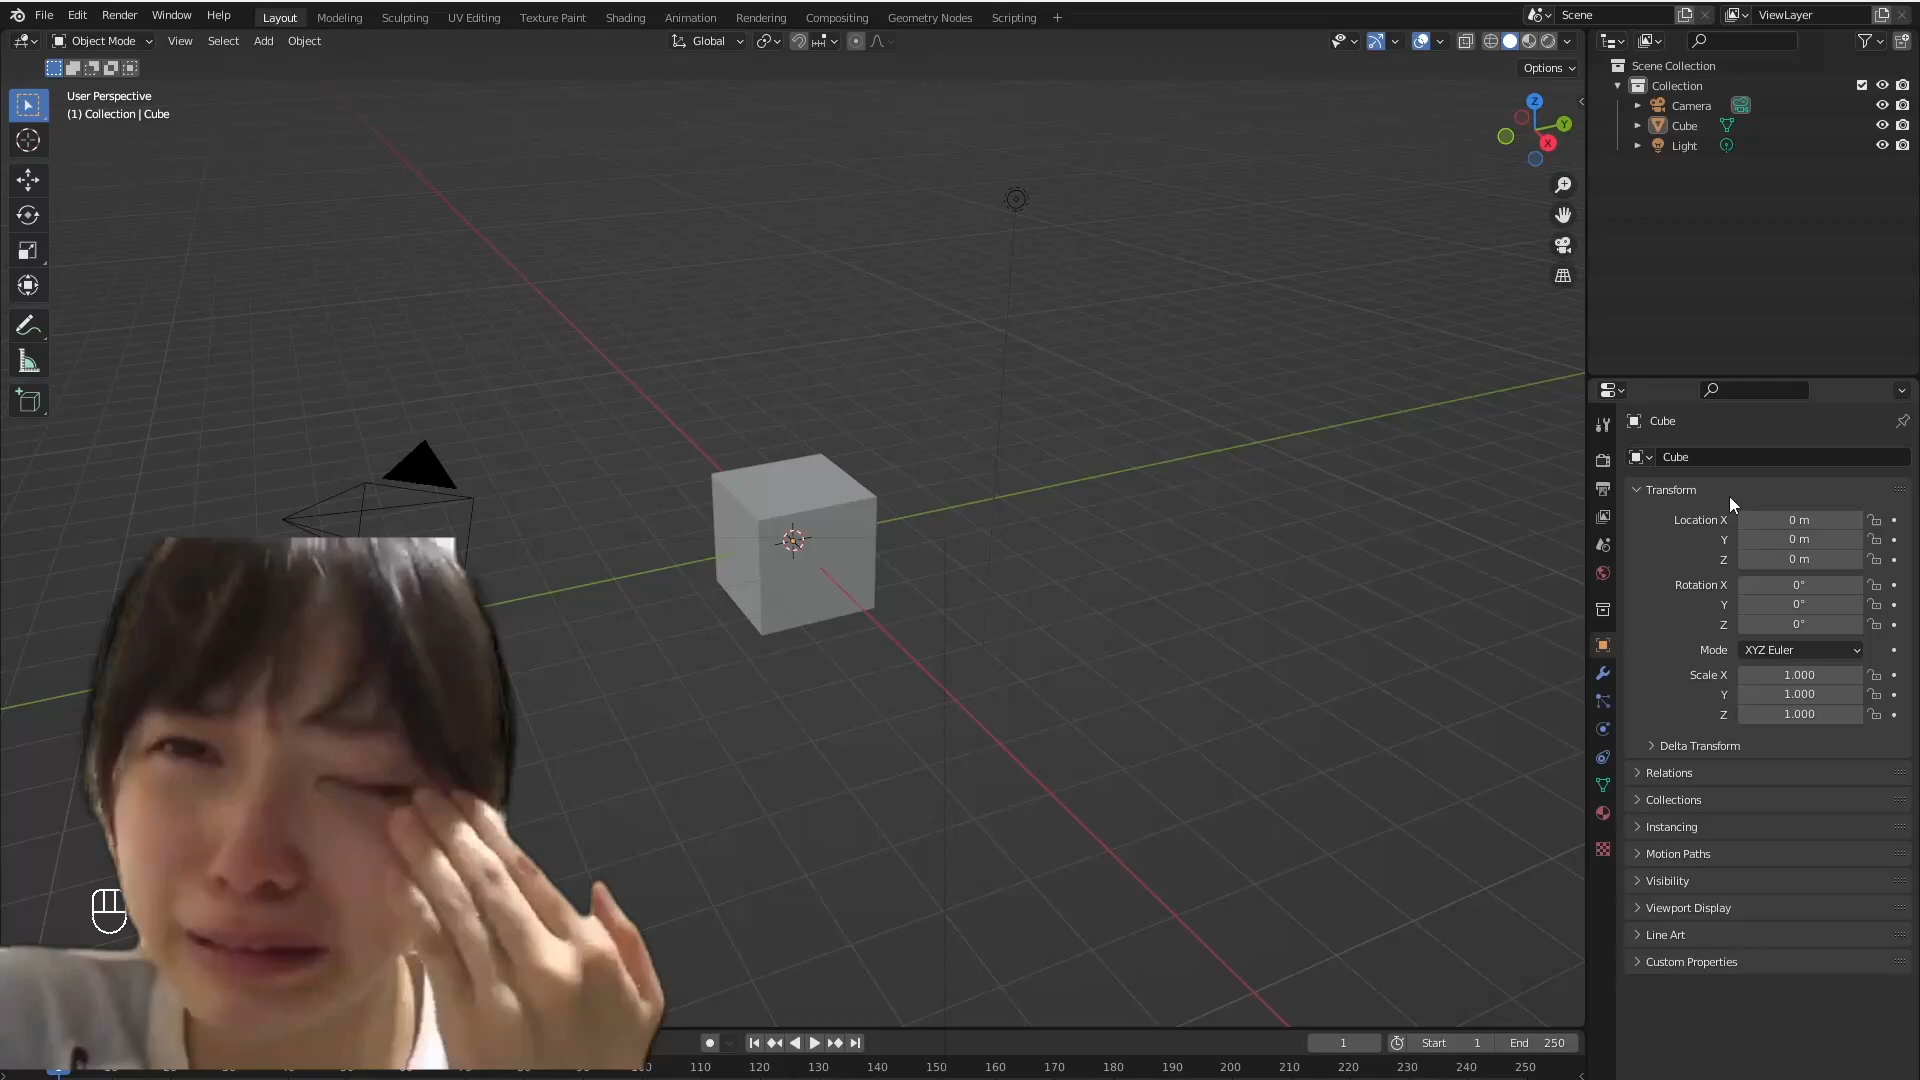 File Edit Render Window Help
Layout Modeling Sculpting UV Editing Texture Paint Shading Animation Rendering Compositing Geometry Nodes Scripting +
Scene
ViewLayer
Object Mode View Select Add Object
Global
Options
User Perspective
(1) Collection | Cube
Z
Y
X
Scene Collection
Collection
Camera
Cube
Light
Cube
Cube
Transform
Location X 0 m
Y 0 m
Z 0 m
Rotation X 0°
Y 0°
Z 0°
Mode XYZ Euler
Scale X 1.000
Y 1.000
Z 1.000
Delta Transform
Relations
Collections
Instancing
Motion Paths
Visibility
Viewport Display
Line Art
Custom Properties
1 Start 1 End 250
110 120 130 140 150 160 170 180 190 200 210 220 230 240 250